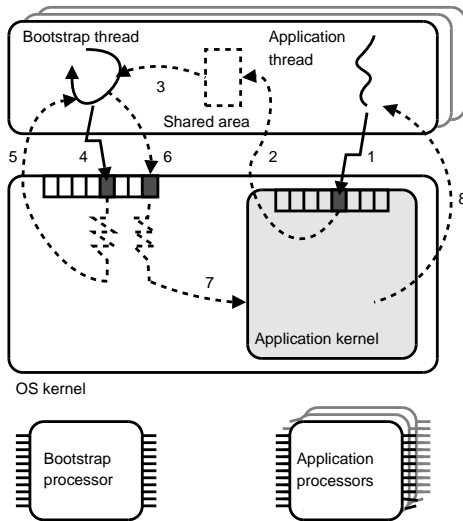 Bootstrap thread
Application
thread
3
Shared area
5
4
6
2
1
8
7
Application kernel
OS kernel
Bootstrap
processor
Application
processors